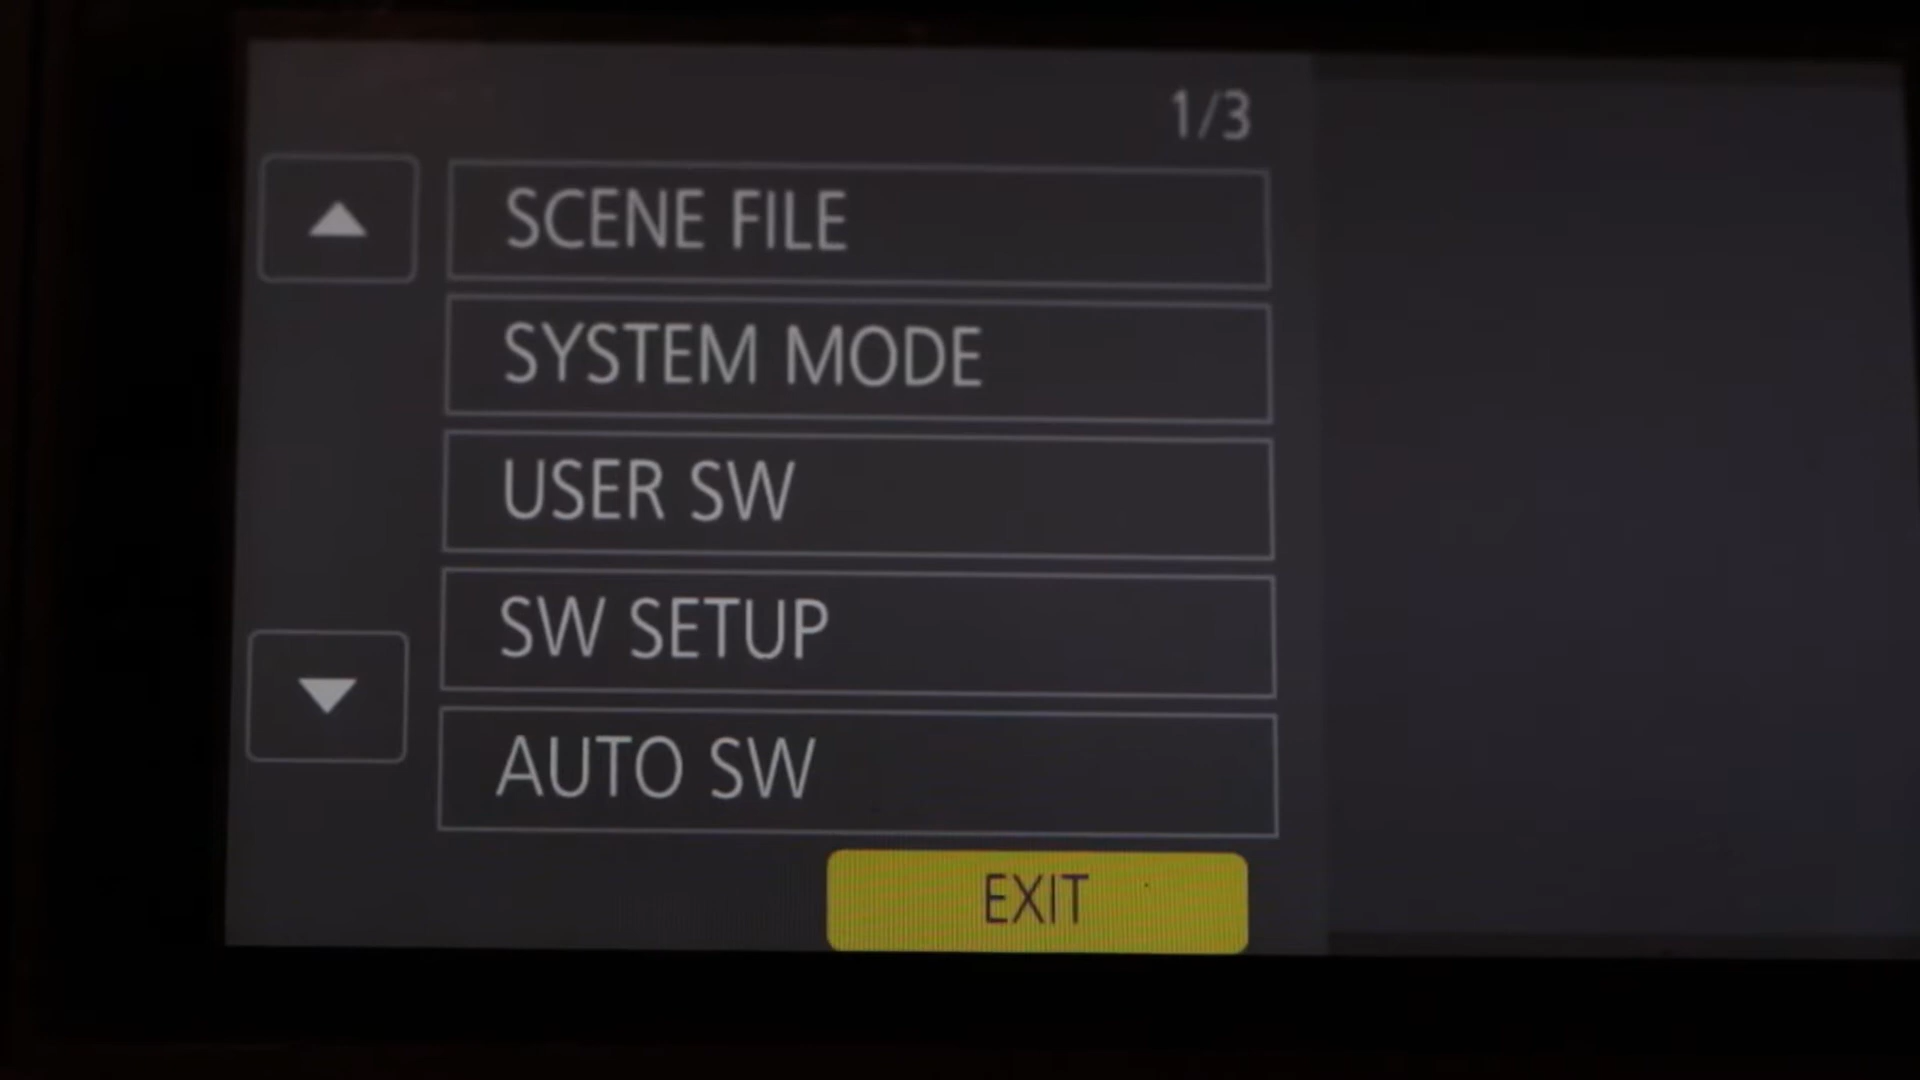 1/3
SCENE FILE
SYSTEM MODE
USER SW
SW SETUP
AUTO SW
EXIT